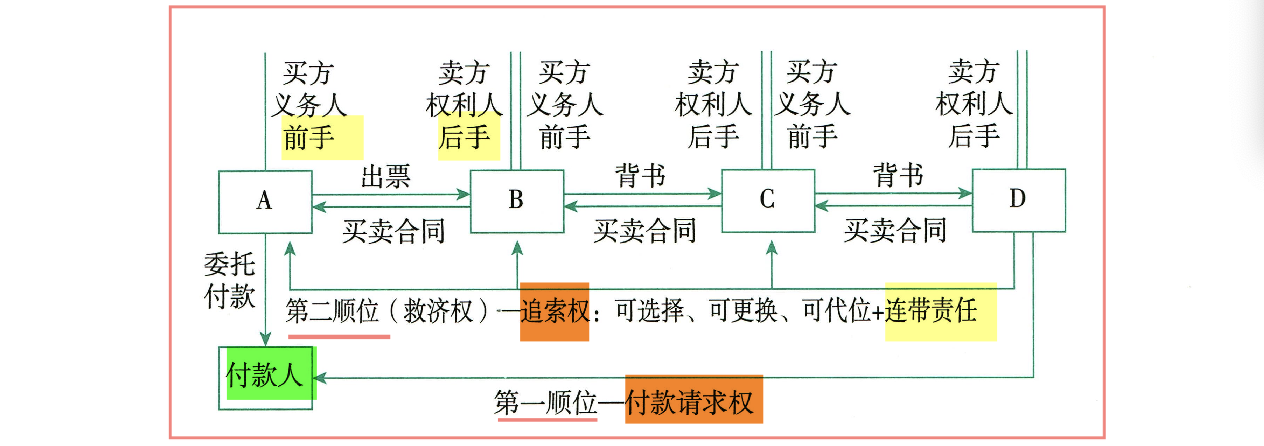 买方
义务人
前手
卖方
权利人
后手
买方
义务人
前手
卖方
权利人
后手
买方
义务人
前手
卖方
权利人
后手
A
出票
买卖合同
B
背书
买卖合同
C
背书
买卖合同
D
委托
付款
第二顺位（救济权）—追索权：可选择、可更换、可代位+连带责任
付款人
第一顺位—付款请求权